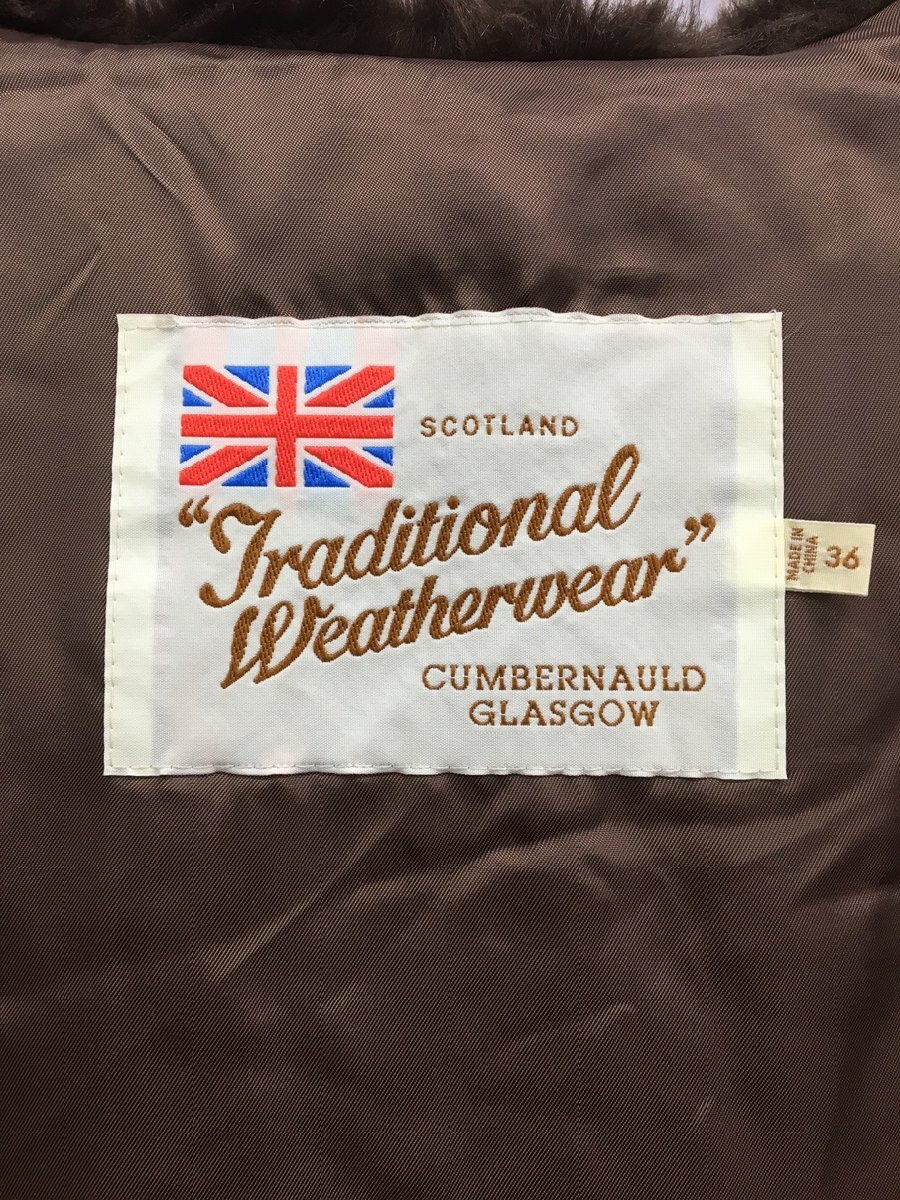 SCOTLAND
“Traditional
Weatherwear”
CUMBERNAULD
GLASGOW
MADE IN
CHINA
36